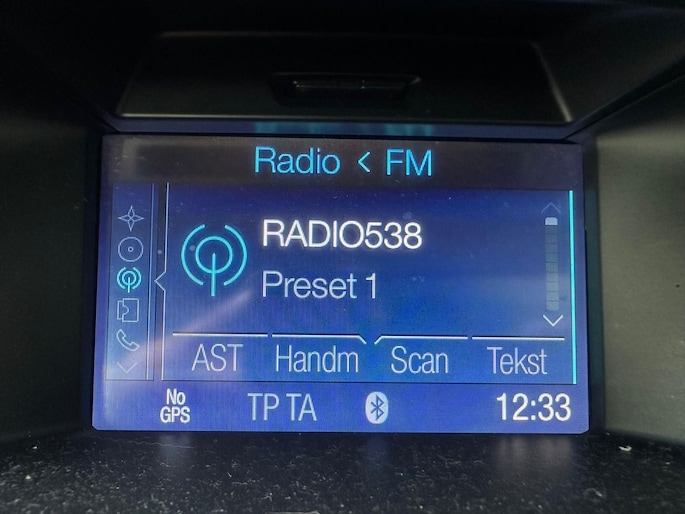 Radio < FM
RADIO538
Preset 1
AST Handm Scan Tekst
No GPS TP TA 12:33